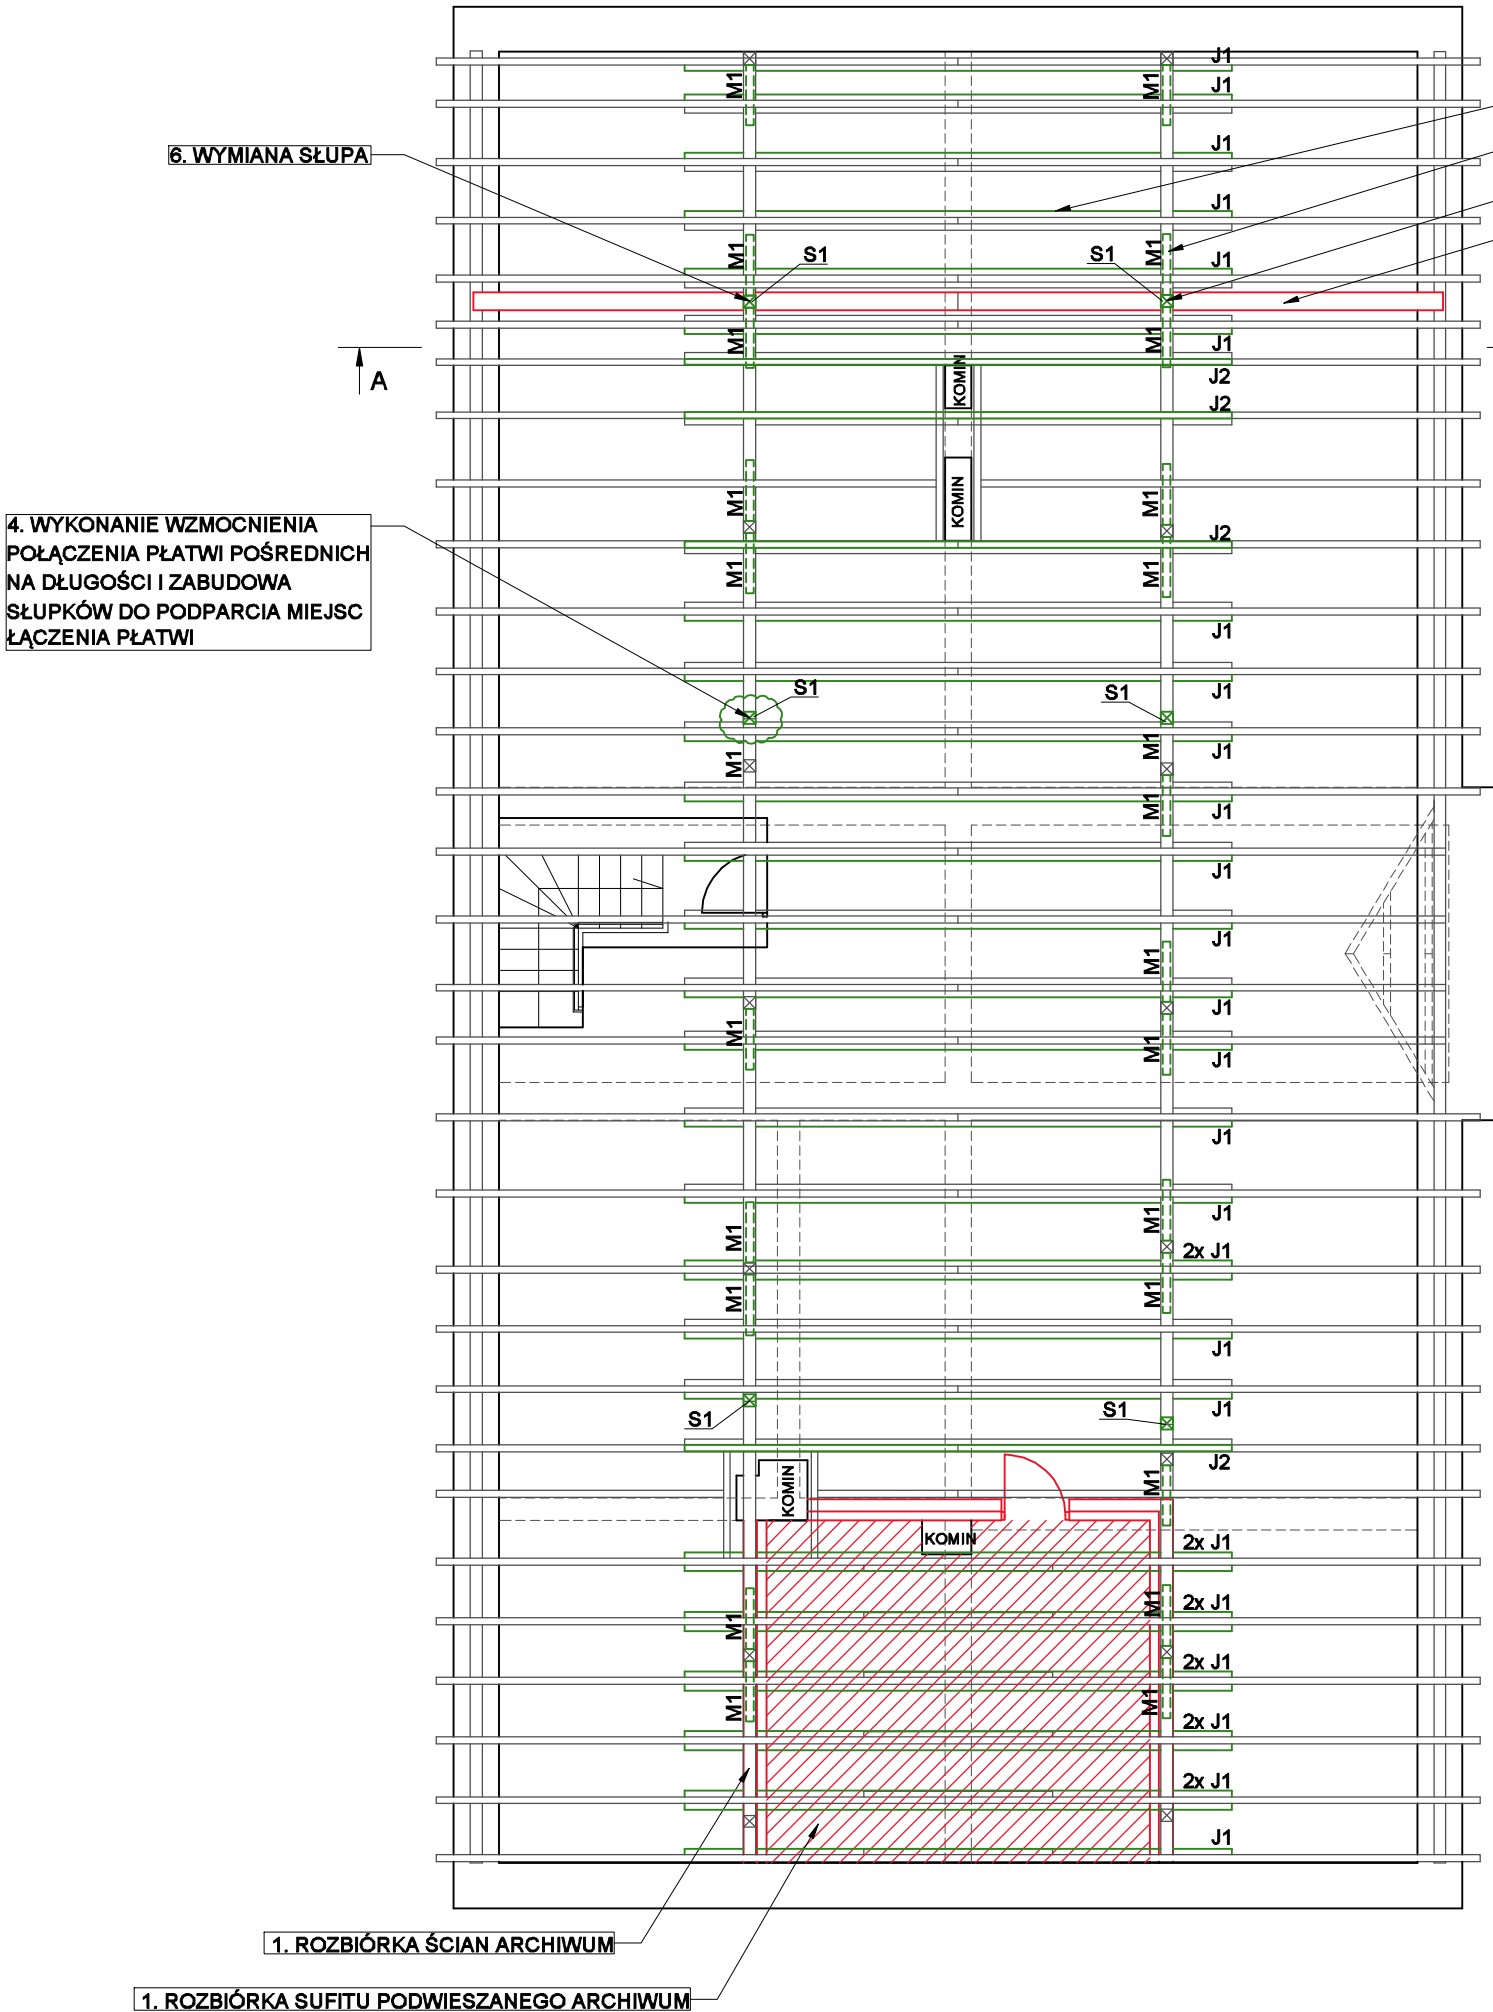 J1
M1
M1
J1
J1
6. WYMIANA SŁUPA
J1
M1
M1
S1
S1
J1
M1
M1
J1
A
KOMIN
J2
J2
M1
M1
KOMIN
4. WYKONANIE WZMOCNIENIA
POŁĄCZENIA PŁATWI POŚREDNICH
NA DŁUGOŚCI I ZABUDOWA
SŁUPKÓW DO PODPARCIA MIEJSC
ŁĄCZENIA PŁATWI
J2
M1
M1
J1
S1
S1
J1
M1
M1
J1
M1
J1
J1
J1
M1
J1
M1
M1
J1
J1
J1
M1
M1
2x J1
M1
M1
J1
S1
S1
J1
J2
KOMIN
M1
KOMIN
2x J1
M1
M1
2x J1
2x J1
M1
M1
2x J1
2x J1
J1
1. ROZBIÓRKA ŚCIAN ARCHIWUM
1. ROZBIÓRKA SUFITU PODWIESZANEGO ARCHIWUM